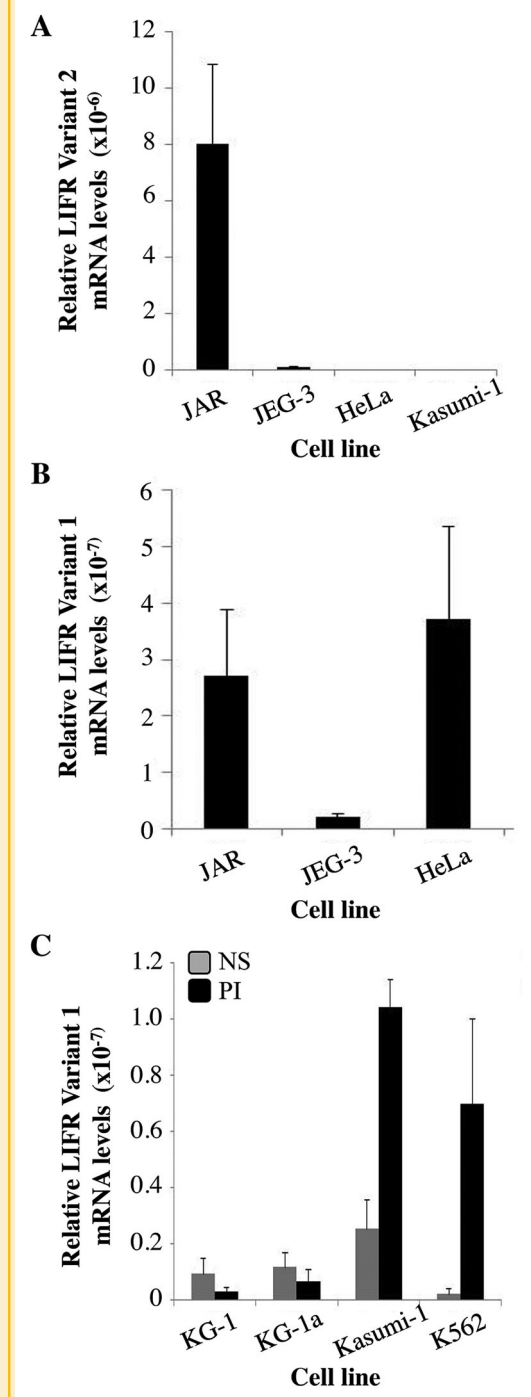 A
Relative LIFR Variant 2
mRNA levels (x10-6)
12
10
8
6
4
2
0
JAR
JEG-3
HeLa
Kasumi-1
Cell line
B
Relative LIFR Variant 1
mRNA levels (x10-7)
6
5
4
3
2
1
0
JAR
JEG-3
HeLa
Cell line
C
Relative LIFR Variant 1
mRNA levels (x10-7)
NS
PI
1.2
1.0
0.8
0.6
0.4
0.2
0
KG-1
KG-1a
Kasumi-1
K562
Cell line